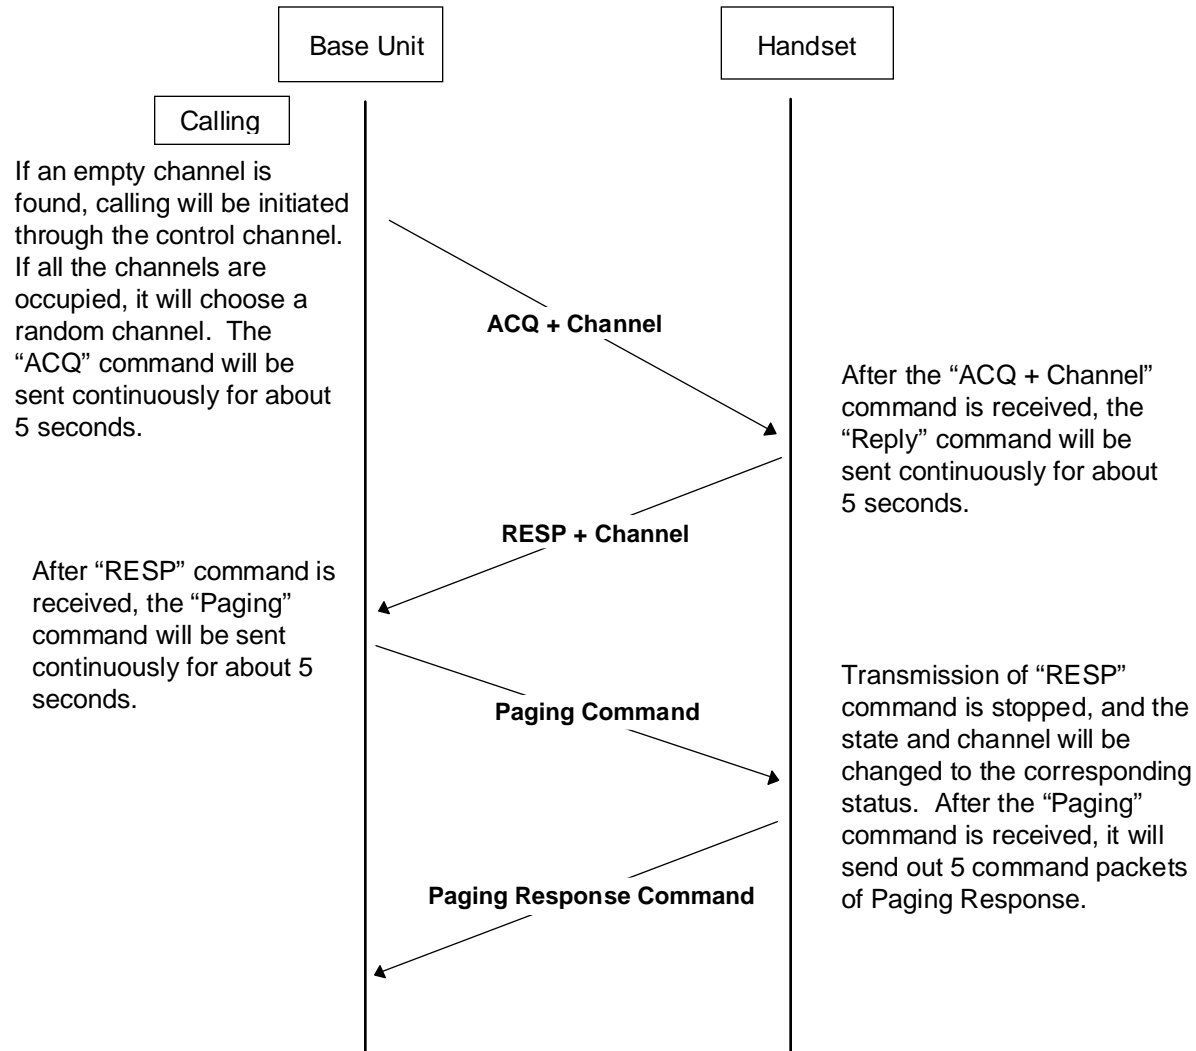 Base Unit
Handset
Calling
If an empty channel is
found, calling will be initiated
through the control channel.
If all the channels are
occupied, it will choose a
random channel.  The
“ACQ” command will be
sent continuously for about
5 seconds.
ACQ + Channel
After the “ACQ + Channel”
command is received, the
“Reply” command will be
sent continuously for about
5 seconds.
RESP + Channel
After “RESP” command is
received, the “Paging”
command will be sent
continuously for about 5
seconds.
Paging Command
Transmission of “RESP”
command is stopped, and the
state and channel will be
changed to the corresponding
status.  After the “Paging”
command is received, it will
send out 5 command packets
of Paging Response.
Paging Response Command